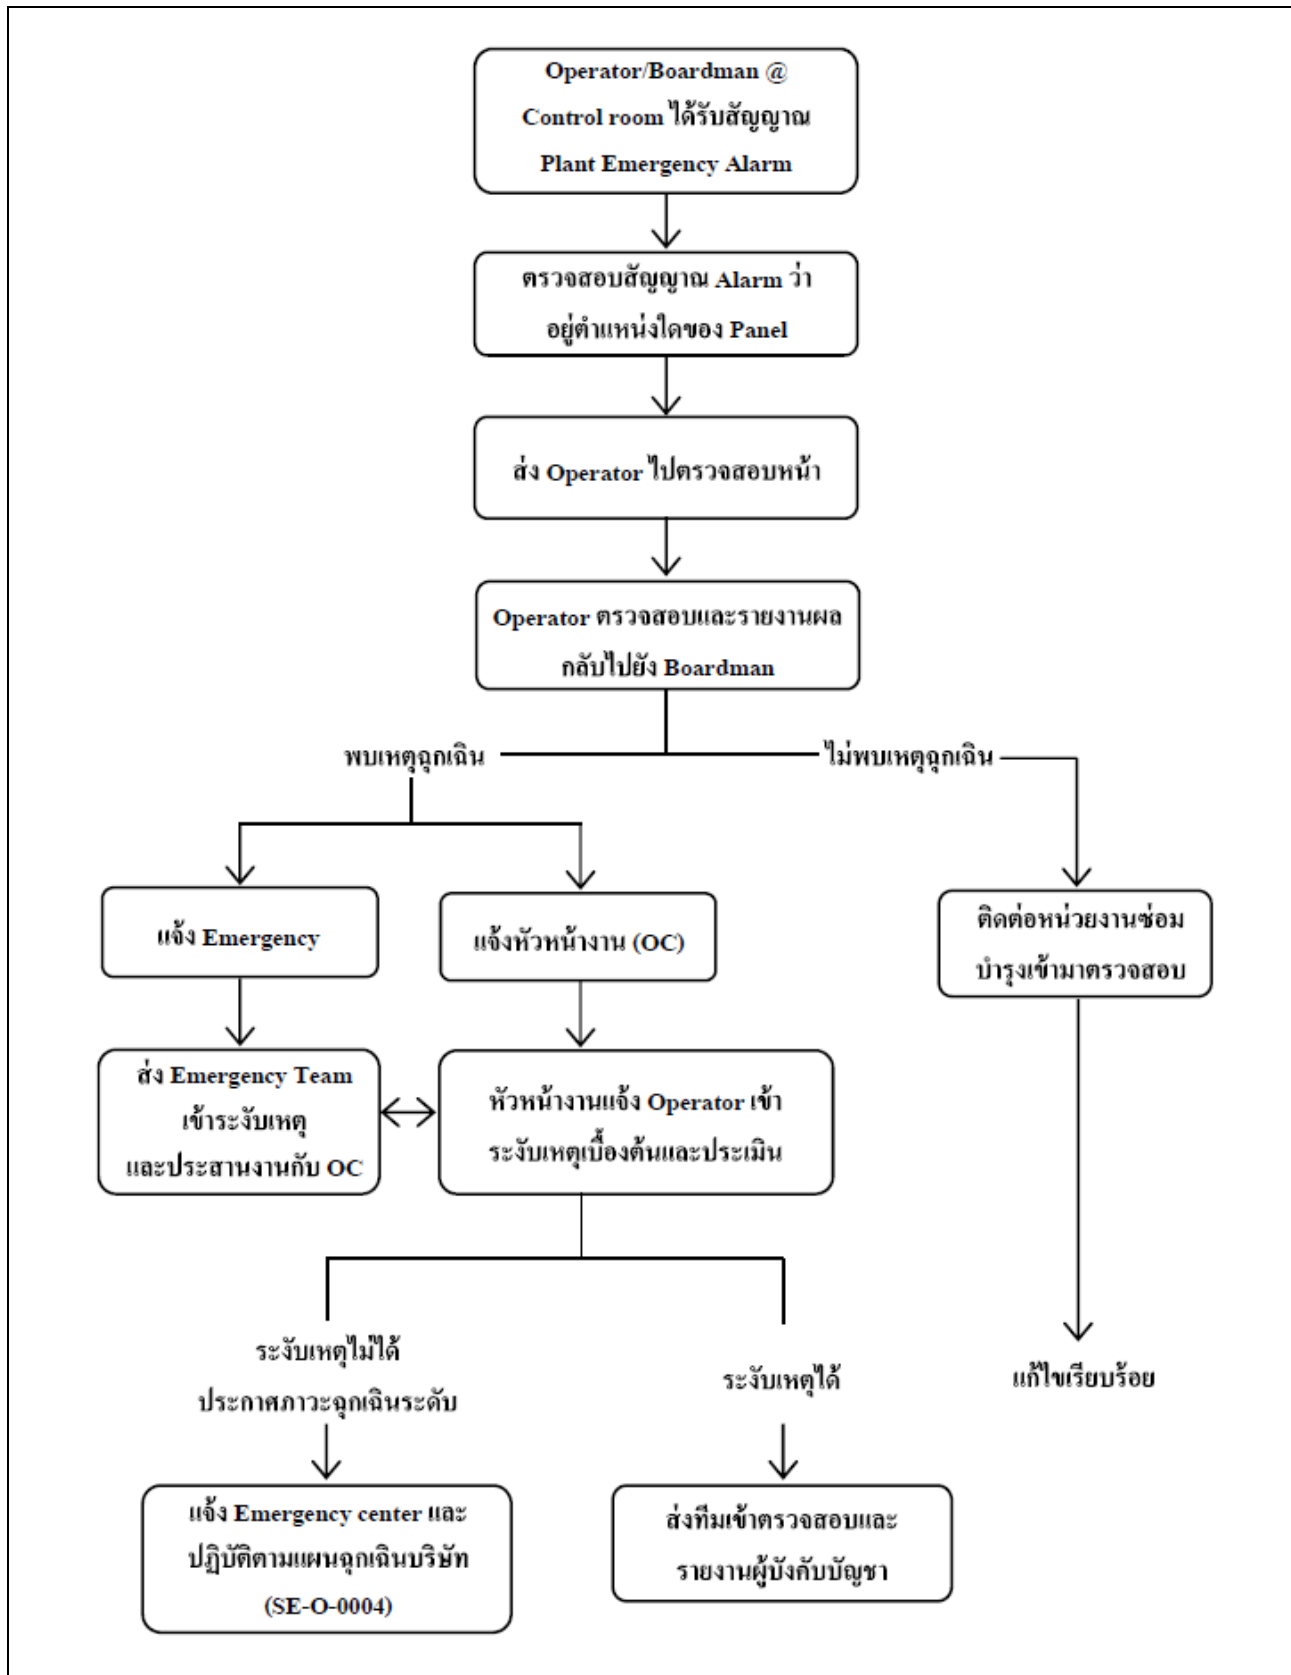 Operator/Boardman @
Control room ได้รับสัญญาณ
Plant Emergency Alarm
ตรวจสอบสัญญาณ Alarm ว่า
อยู่ตำแหน่งใดของ Panel
ส่ง Operator ไปตรวจสอบหน้า
Operator ตรวจสอบและรายงานผล
กลับไปยัง Boardman
พบเหตุฉุกเฉิน
ไม่พบเหตุฉุกเฉิน
แจ้ง Emergency
แจ้งหัวหน้างาน (OC)
ติดต่อหน่วยงานซ่อม
บำรุงเข้ามาตรวจสอบ
ส่ง Emergency Team
เข้าระงับเหตุ
และประสานงานกับ OC
หัวหน้างานแจ้ง Operator เข้า
ระงับเหตุเบื้องต้นและประเมิน
ระงับเหตุไม่ได้
ประกาศภาวะฉุกเฉินระดับ
ระงับเหตุได้
แก้ไขเรียบร้อย
แจ้ง Emergency center และ
ปฏิบัติตามแผนฉุกเฉินบริษัท
(SE-O-0004)
ส่งทีมเข้าตรวจสอบและ
รายงานผู้บังคับบัญชา